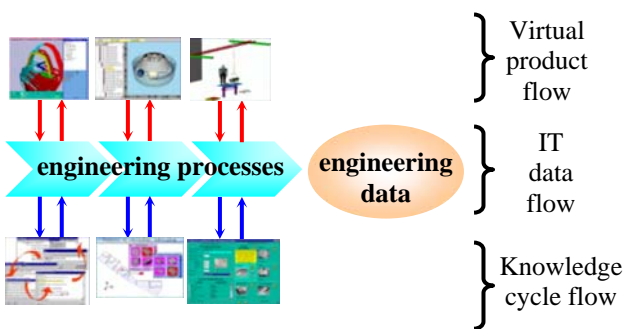 Virtual
product
flow
engineering processes
engineering
data
IT
data
flow
Knowledge
cycle flow